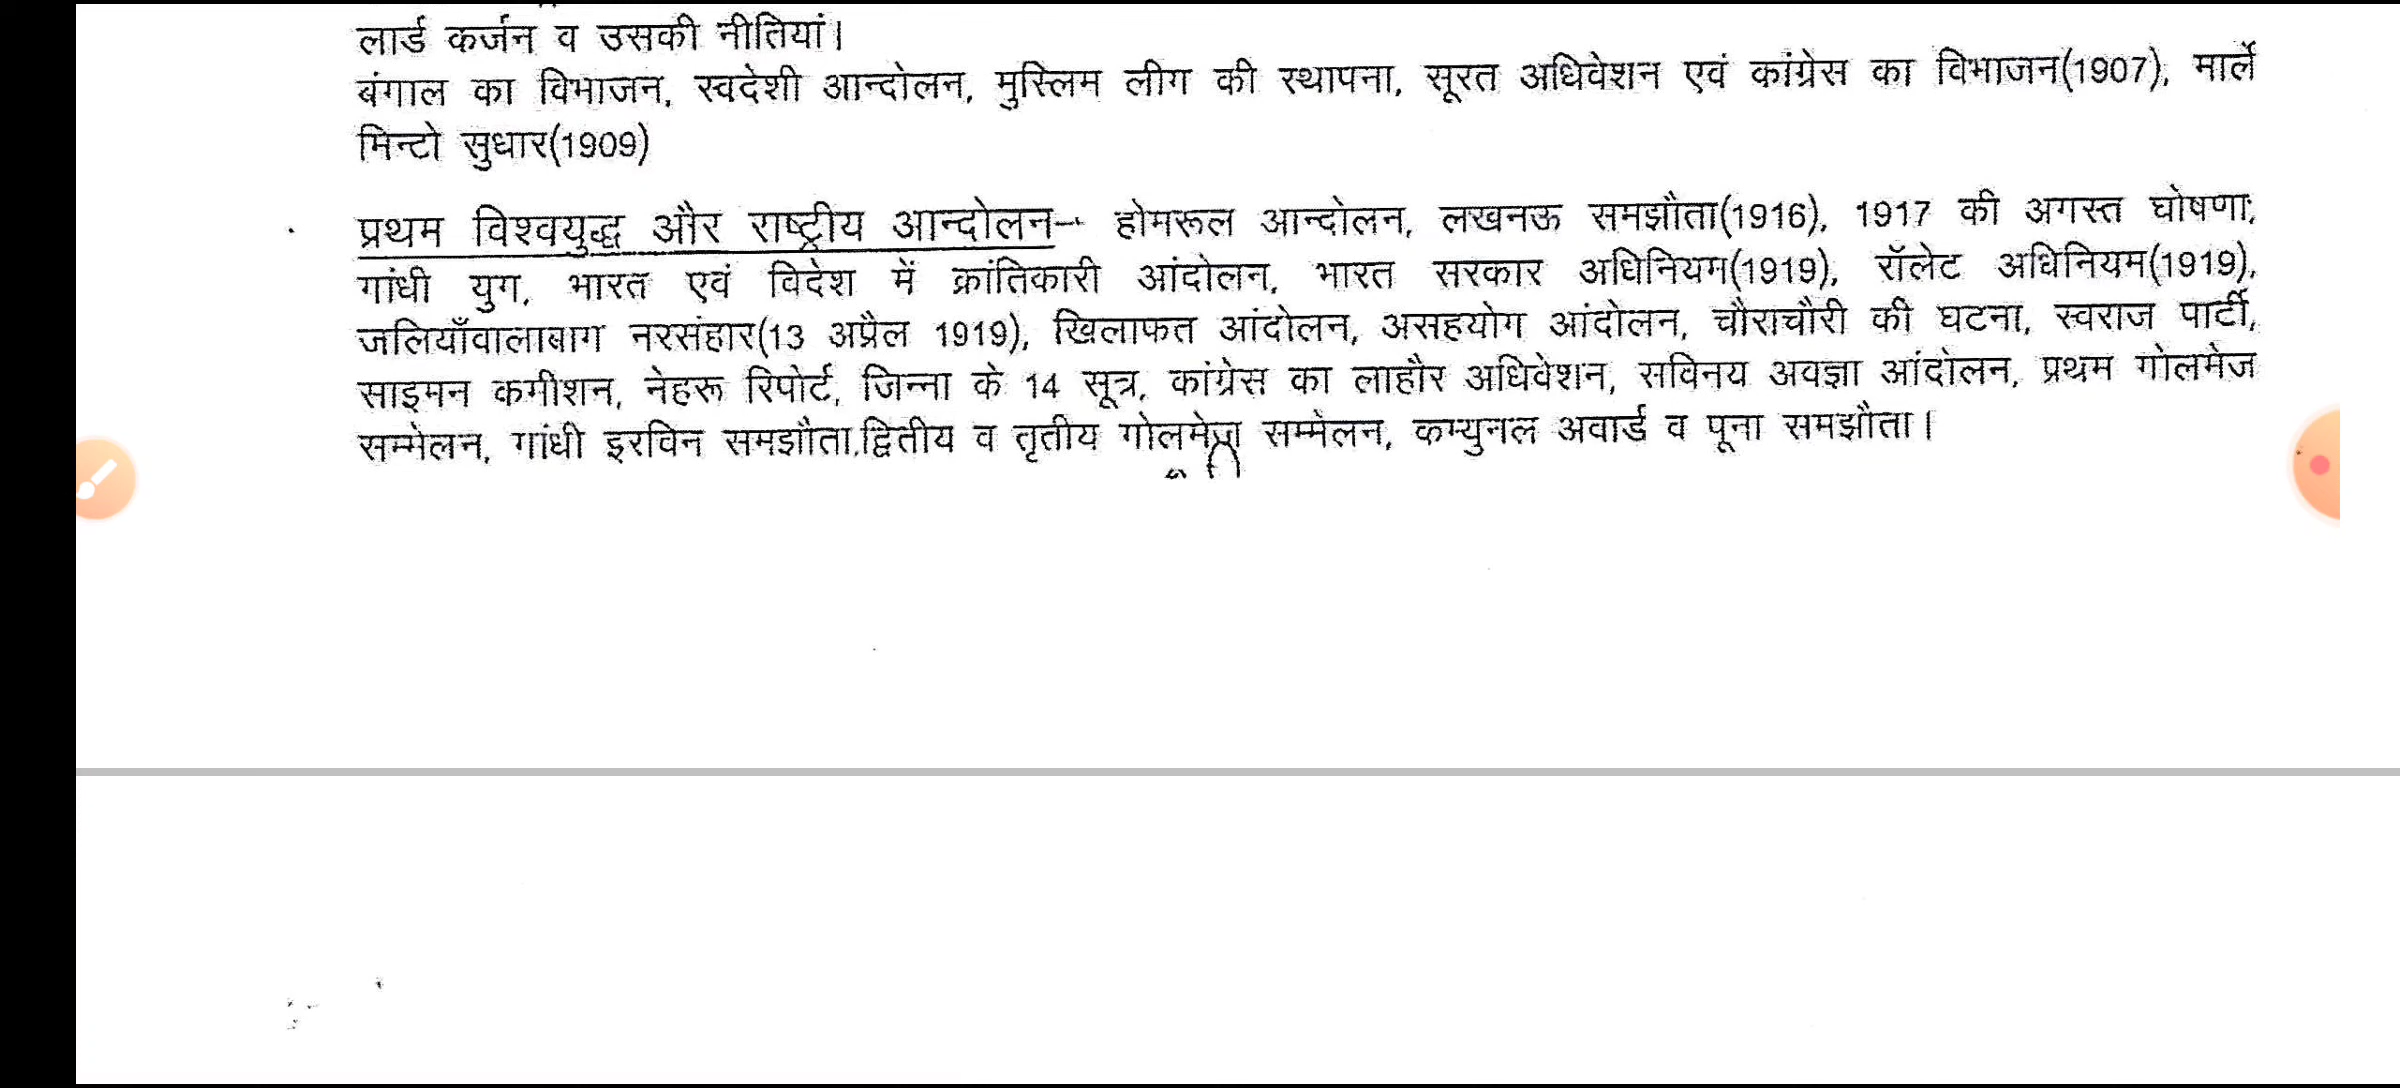 लार्ड कर्जन व उसकी नीतियां।
बंगाल का विभाजन, स्वदेशी आन्दोलन, मुस्लिम लीग की स्थापना, सूरत अधिवेशन एवं कांग्रेस का विभाजन(1907), मार्ले
मिन्टो सुधार(1909)
प्रथम विश्वयुद्ध और राष्ट्रीय आन्दोलन– होमरूल आन्दोलन, लखनऊ समझौता(1916), 1917 की अगस्त घोषणा,
गांधी युग, भारत एवं विदेश में क्रांतिकारी आंदोलन, भारत सरकार अधिनियम(1919), रॉलेट अधिनियम(1919),
जलियाँवालाबाग नरसंहार(13 अप्रैल 1919), खिलाफत आंदोलन, असहयोग आंदोलन, चौराचौरी की घटना, स्वराज पार्टी,
साइमन कमीशन, नेहरू रिपोर्ट, जिन्ना के 14 सूत्र, कांग्रेस का लाहौर अधिवेशन, सविनय अवज्ञा आंदोलन, प्रथम गोलमेज
सम्मेलन, गांधी इरविन समझौता,द्वितीय व तृतीय गोलमेज सम्मेलन, कम्युनल अवार्ड व पूना समझौता।